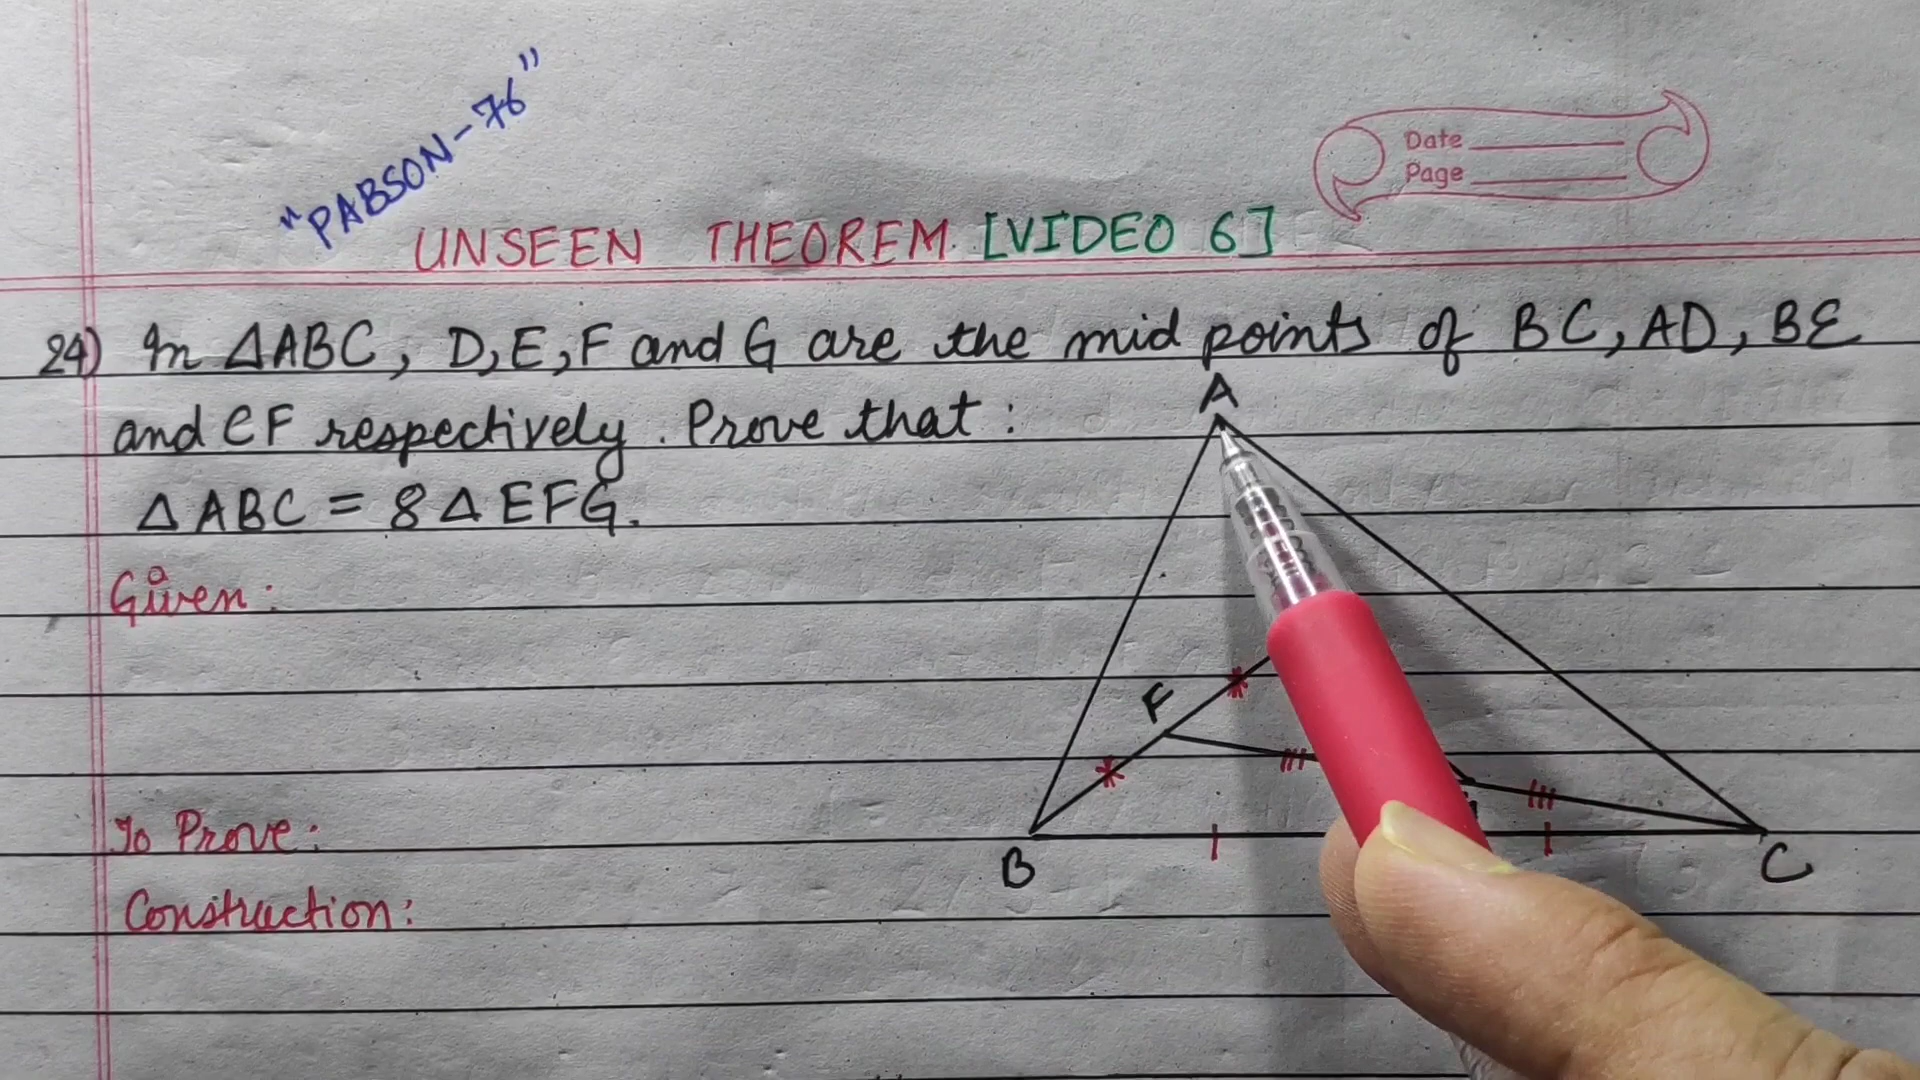 "PABSON-76"
Date
Page
UNSEEN THEOREM [VIDEO 6]
24) In ΔABC, D,E,F and G are the mid points of BC, AD, BE
and CF respectively. Prove that:
ΔABC = 8ΔEFG.
Given:
To Prove:
Construction:
A
F
B
C